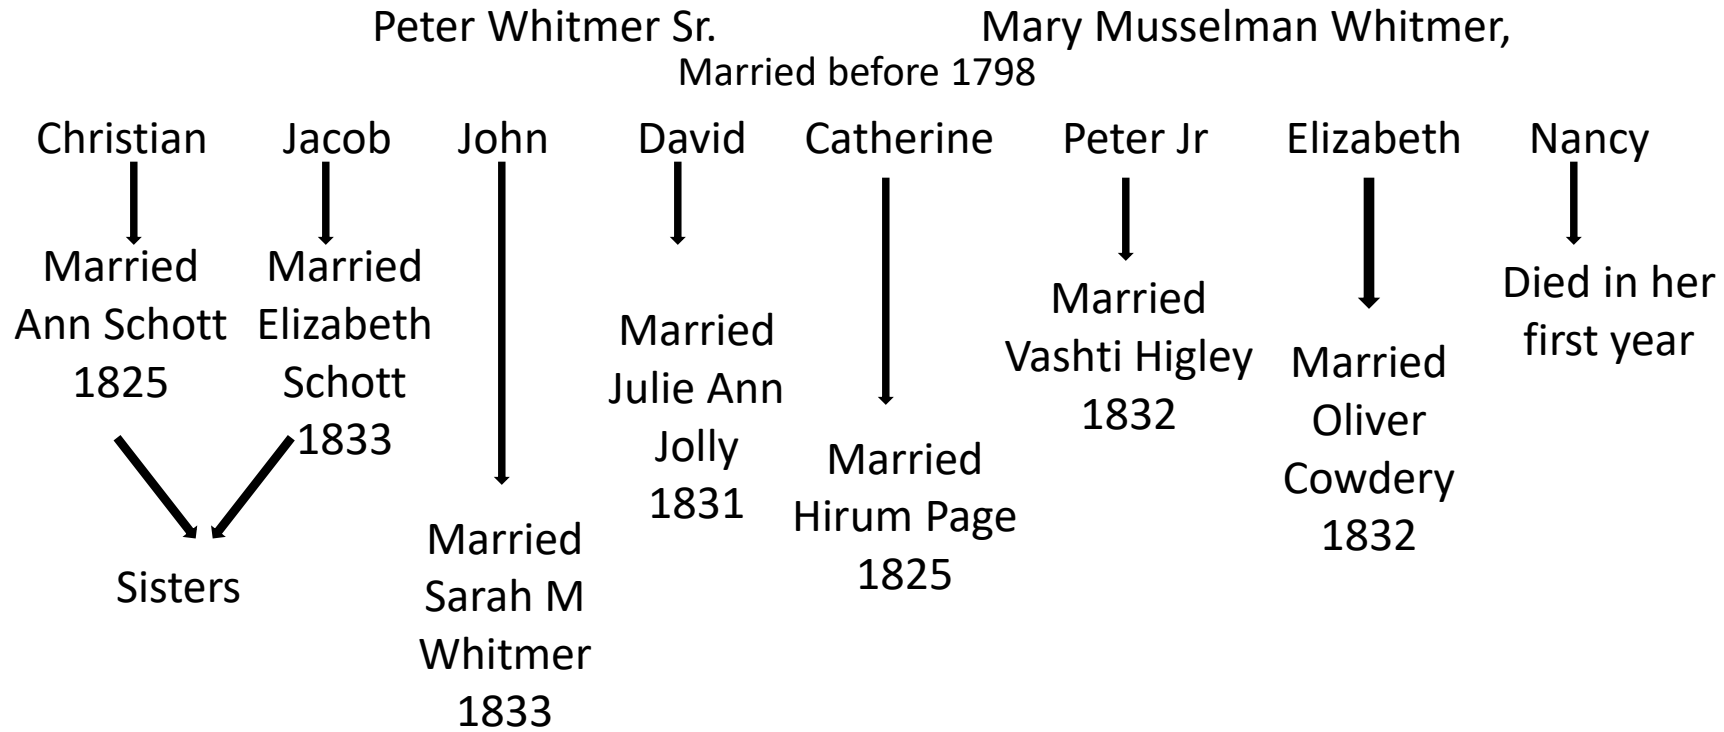 Peter Whitmer Sr.
Mary Musselman Whitmer,
Married before 1798
Christian
Jacob
John
David
Catherine
Peter Jr
Elizabeth
Nancy
Married
Ann Schott
1825
Married
Elizabeth
Schott
1833
Sisters
Married
Sarah M
Whitmer
1833
Married
Julie Ann
Jolly
1831
Married
Hirum Page
1825
Married
Vashti Higley
1832
Married
Oliver
Cowdery
1832
Died in her
first year